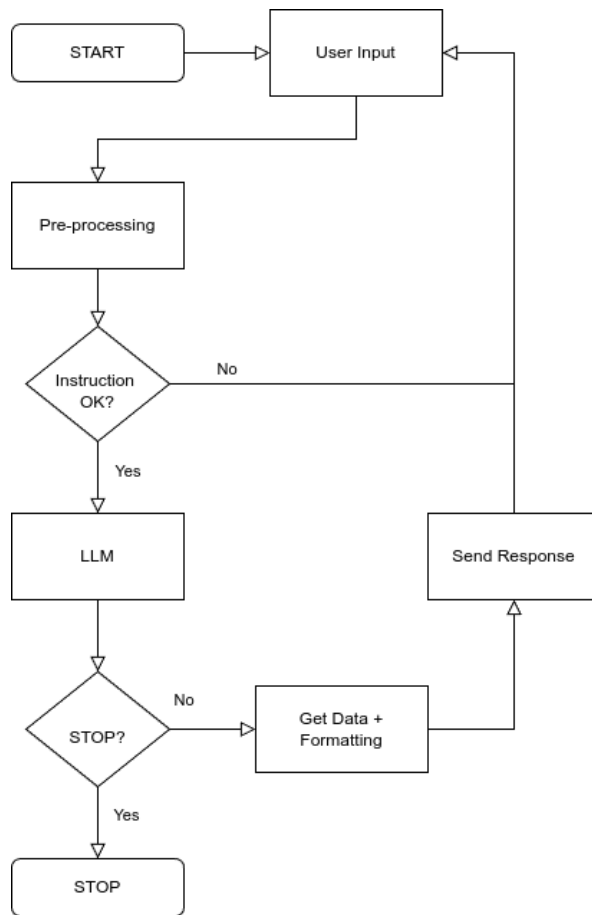 START
User Input
Pre-processing
Instruction
OK?
No
Yes
LLM
Send Response
STOP?
No
Get Data +
Formatting
Yes
STOP